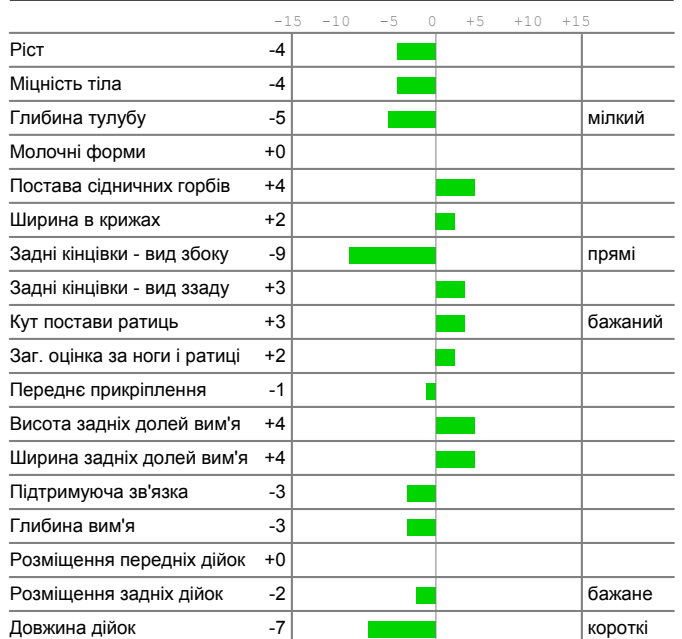 -15 -10 -5 0 +5 +10 +15
Ріст -4
Міцність тіла -4
Глибина тулубу -5 мілкий
Молочні форми +0
Постава сідничних горбів +4
Ширина в крижах +2
Задні кінцівки - вид збоку -9 прямі
Задні кінцівки - вид ззаду +3
Кут постави ратиць +3 бажаний
Заг. оцінка за ноги і ратиці +2
Переднє прикріплення -1
Висота задніх долей вим'я +4
Ширина задніх долей вим'я +4
Підтримуюча зв'язка -3
Глибина вим'я -3
Розміщення передніх дійок +0
Розміщення задніх дійок -2 бажане
Довжина дійок -7 короткі